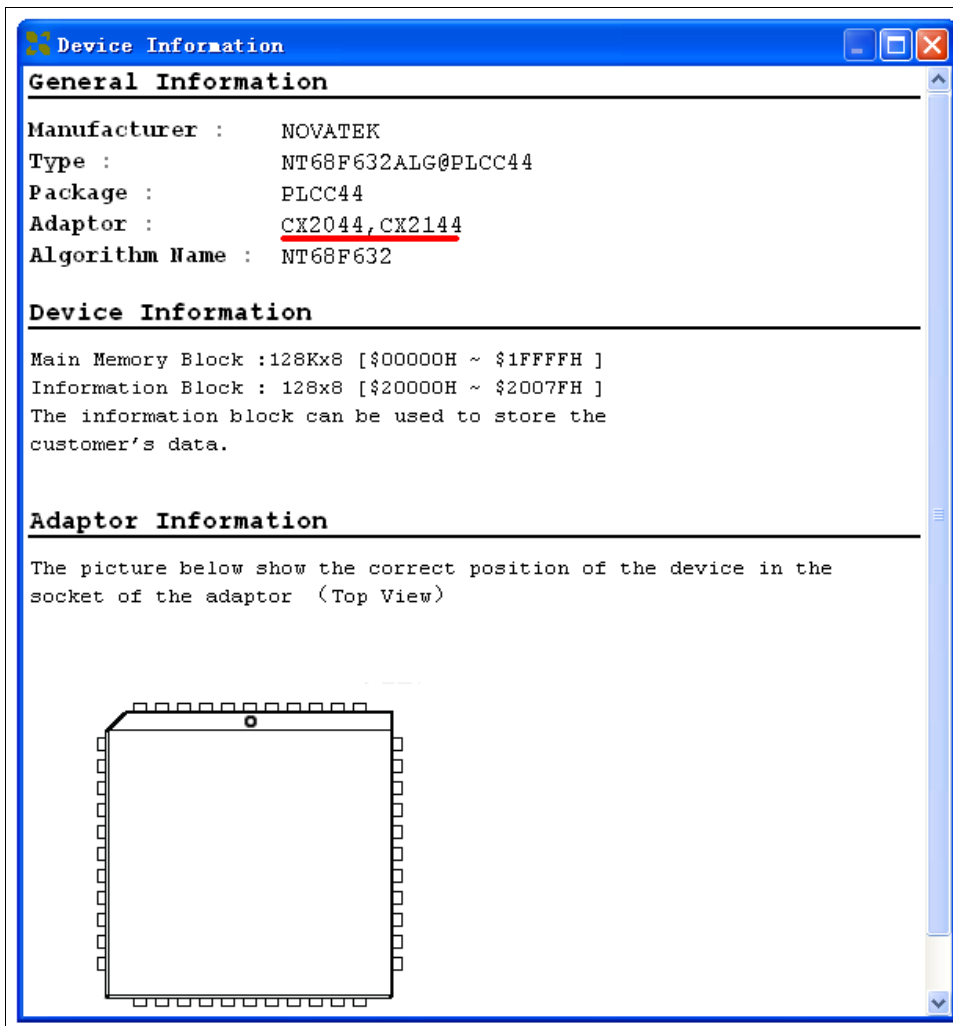 Device Information
General Information
Manufacturer : NOVATEK
Type : NT68F632ALG@PLCC44
Package : PLCC44
Adaptor : CX2044,CX2144
Algorithm Name : NT68F632
Device Information
Main Memory Block :128Kx8 [$00000H ~ $1FFFFH ]
Information Block : 128x8 [$20000H ~ $2007FH ]
The information block can be used to store the
customer's data.
Adaptor Information
The picture below show the correct position of the device in the
socket of the adaptor （Top View）